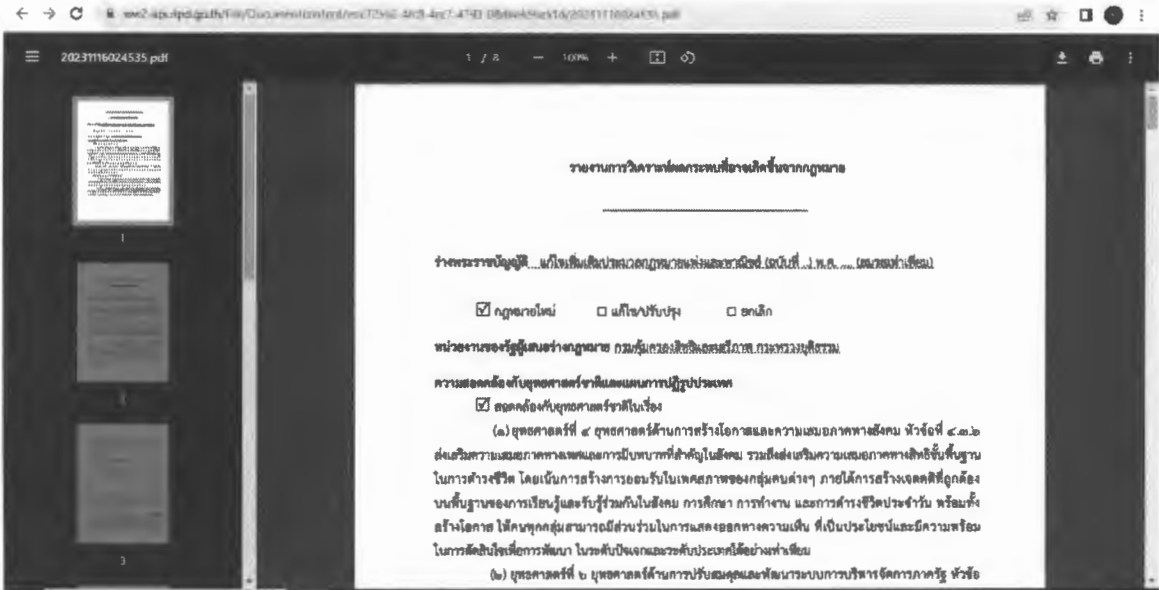 20231116024535.pdf
1 / 8 — 100% +
รายงานการวิเคราะห์ผลกระทบที่อาจเกิดขึ้นจากกฎหมาย
ร่างพระราชบัญญัติ แก้ไขเพิ่มเติมประมวลกฎหมายแพ่งและพาณิชย์ (ฉบับที่ ..) พ.ศ. .... (สมรสเท่าเทียม)
☑ กฎหมายใหม่ ☐ แก้ไข/ปรับปรุง ☐ ยกเลิก
หน่วยงานของรัฐผู้เสนอร่างกฎหมาย กรมคุ้มครองสิทธิและเสรีภาพ กระทรวงยุติธรรม
ความสอดคล้องกับยุทธศาสตร์ชาติและแผนการปฏิรูปประเทศ
☑ สอดคล้องกับยุทธศาสตร์ชาติในเรื่อง
(๑) ยุทธศาสตร์ที่ ๔ ยุทธศาสตร์ด้านการสร้างโอกาสและความเสมอภาคทางสังคม หัวข้อที่ ๔.๓.๖
ส่งเสริมความเสมอภาคทางเพศและการมีบทบาทที่สำคัญในสังคม รวมถึงส่งเสริมความเสมอภาคทางสิทธิขั้นพื้นฐาน
ในการดำรงชีวิต โดยเน้นการสร้างการยอมรับในเพศสภาพของกลุ่มคนต่างๆ ภายใต้การสร้างเจตคติที่ถูกต้อง
บนพื้นฐานของการเรียนรู้และรับรู้ร่วมกันในสังคม การศึกษา การทำงาน และการดำรงชีวิตประจำวัน พร้อมทั้ง
สร้างโอกาส ให้คนทุกกลุ่มสามารถมีส่วนร่วมในการแสดงออกทางความเห็น ที่เป็นประโยชน์และมีความพร้อม
ในการตัดสินใจเพื่อการพัฒนา ในระดับปัจเจกและระดับประเทศได้อย่างเท่าเทียม
(๒) ยุทธศาสตร์ที่ ๖ ยุทธศาสตร์ด้านการปรับสมดุลและพัฒนาระบบการบริหารจัดการภาครัฐ หัวข้อ
1
2
3